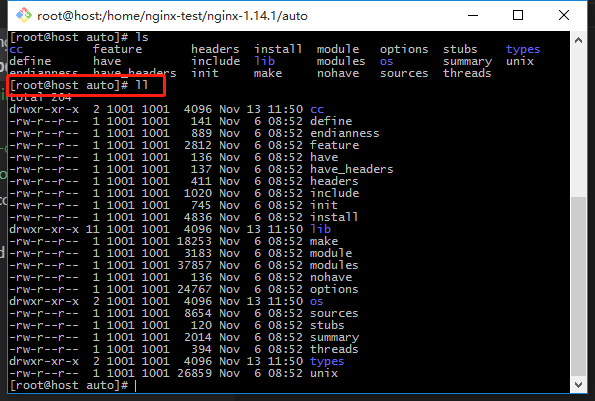 root@host:/home/nginx-test/nginx-1.14.1/auto
[root@host auto]# ls
cc feature headers install module options stubs types
define have include lib modules os summary unix
endianness have_headers init make nohave sources threads
[root@host auto]# ll
total 204
drwxr-xr-x 2 1001 1001 4096 Nov 13 11:50 cc
-rw-r--r-- 1 1001 1001 141 Nov 6 08:52 define
-rw-r--r-- 1 1001 1001 889 Nov 6 08:52 endianness
-rw-r--r-- 1 1001 1001 2812 Nov 6 08:52 feature
-rw-r--r-- 1 1001 1001 136 Nov 6 08:52 have
-rw-r--r-- 1 1001 1001 137 Nov 6 08:52 have_headers
-rw-r--r-- 1 1001 1001 411 Nov 6 08:52 headers
-rw-r--r-- 1 1001 1001 1020 Nov 6 08:52 include
-rw-r--r-- 1 1001 1001 745 Nov 6 08:52 init
-rw-r--r-- 1 1001 1001 4836 Nov 6 08:52 install
drwxr-xr-x 11 1001 1001 4096 Nov 13 11:50 lib
-rw-r--r-- 1 1001 1001 18253 Nov 6 08:52 make
-rw-r--r-- 1 1001 1001 3183 Nov 6 08:52 module
-rw-r--r-- 1 1001 1001 37857 Nov 6 08:52 modules
-rw-r--r-- 1 1001 1001 136 Nov 6 08:52 nohave
-rw-r--r-- 1 1001 1001 24767 Nov 6 08:52 options
drwxr-xr-x 2 1001 1001 4096 Nov 13 11:50 os
-rw-r--r-- 1 1001 1001 8654 Nov 6 08:52 sources
-rw-r--r-- 1 1001 1001 120 Nov 6 08:52 stubs
-rw-r--r-- 1 1001 1001 2014 Nov 6 08:52 summary
-rw-r--r-- 1 1001 1001 394 Nov 6 08:52 threads
drwxr-xr-x 2 1001 1001 4096 Nov 13 11:50 types
-rw-r--r-- 1 1001 1001 26859 Nov 6 08:52 unix
[root@host auto]#